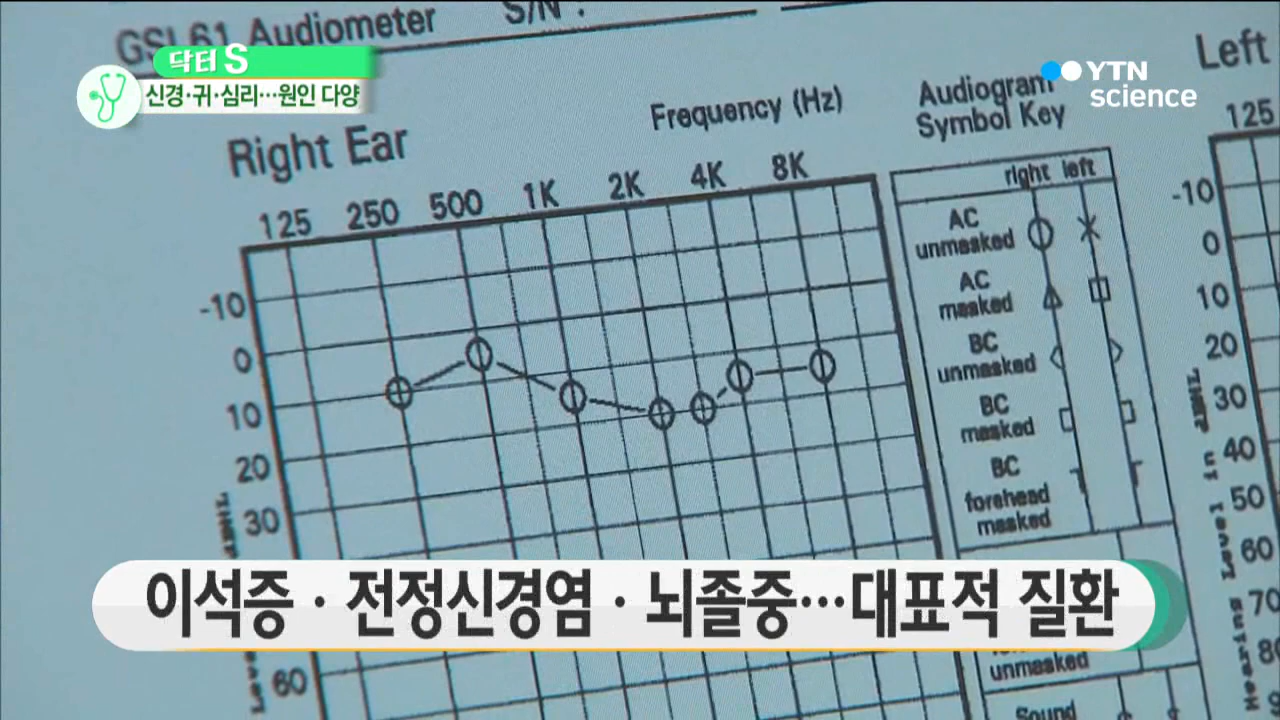 GSI 61 Audiometer
S/N :
닥터 S
신경·귀·심리…원인 다양
YTN
science
Right Ear
Frequency (Hz)
125 250 500 1K 2K 4K 8K
-10
0
10
20
30
60
Audiogram
Symbol Key
right left
AC
unmasked
AC
masked
BC
unmasked
BC
masked
BC
forehead
masked
unmasked
Sound
Left
125
-10
0
10
20
30
40
50
60
70
이석증·전정신경염·뇌졸중…대표적 질환